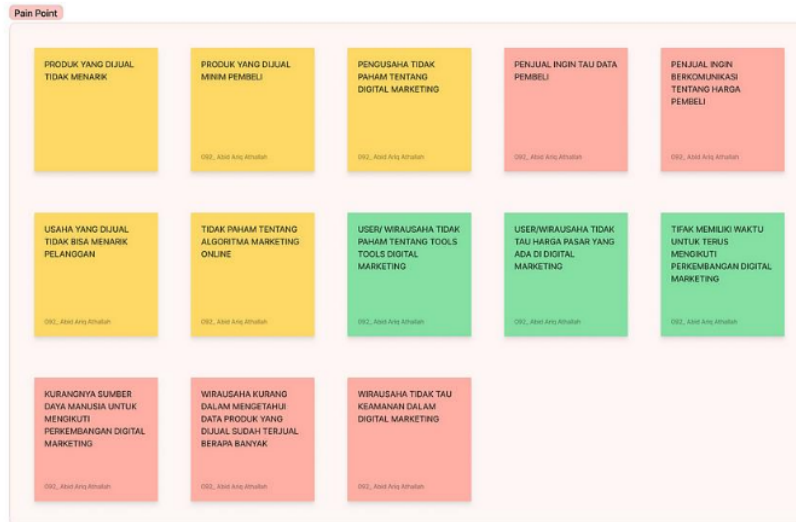 Pain Point
PRODUK YANG DIJUAL
TIDAK MENARIK
PRODUK YANG DIJUAL
MINIM PEMBELI
092_ Abid Ariq Athallah
PENGUSAHA TIDAK
PAHAM TENTANG
DIGITAL MARKETING
092_ Abid Ariq Athallah
PENJUAL INGIN TAU DATA
PEMBELI
092_ Abid Ariq Athallah
PENJUAL INGIN
BERKOMUNIKASI
TENTANG HARGA
PEMBELI
092_ Abid Ariq Athallah
USAHA YANG DIJUAL
TIDAK BISA MENARIK
PELANGGAN
092_ Abid Ariq Athallah
TIDAK PAHAM TENTANG
ALGORITMA MARKETING
ONLINE
092_ Abid Ariq Athallah
USER/ WIRAUSAHA TIDAK
PAHAM TENTANG TOOLS
TOOLS DIGITAL
MARKETING
092_ Abid Ariq Athallah
USER/WIRAUSAHA TIDAK
TAU HARGA PASAR YANG
ADA DI DIGITAL
MARKETING
092_ Abid Ariq Athallah
TIFAK MEMILIKI WAKTU
UNTUK TERUS
MENGIKUTI
PERKEMBANGAN DIGITAL
MARKETING
092_ Abid Ariq Athallah
KURANGNYA SUMBER
DAYA MANUSIA UNTUK
MENGIKUTI
PERKEMBANGAN DIGITAL
MARKETING
092_ Abid Ariq Athallah
WIRAUSAHA KURANG
DALAM MENGETAHUI
DATA PRODUK YANG
DIJUAL SUDAH TERJUAL
BERAPA BANYAK
092_ Abid Ariq Athallah
WIRAUSAHA TIDAK TAU
KEAMANAN DALAM
DIGITAL MARKETING
092_ Abid Ariq Athallah